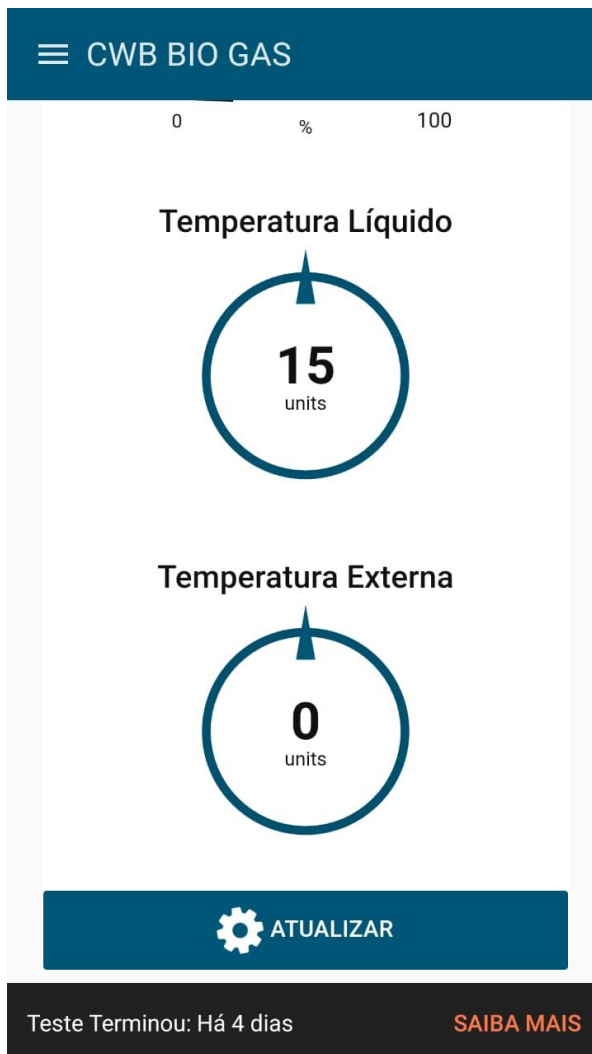 CWB BIO GAS
0 % 100
Temperatura Líquido
15
units
Temperatura Externa
0
units
ATUALIZAR
Teste Terminou: Há 4 dias SAIBA MAIS